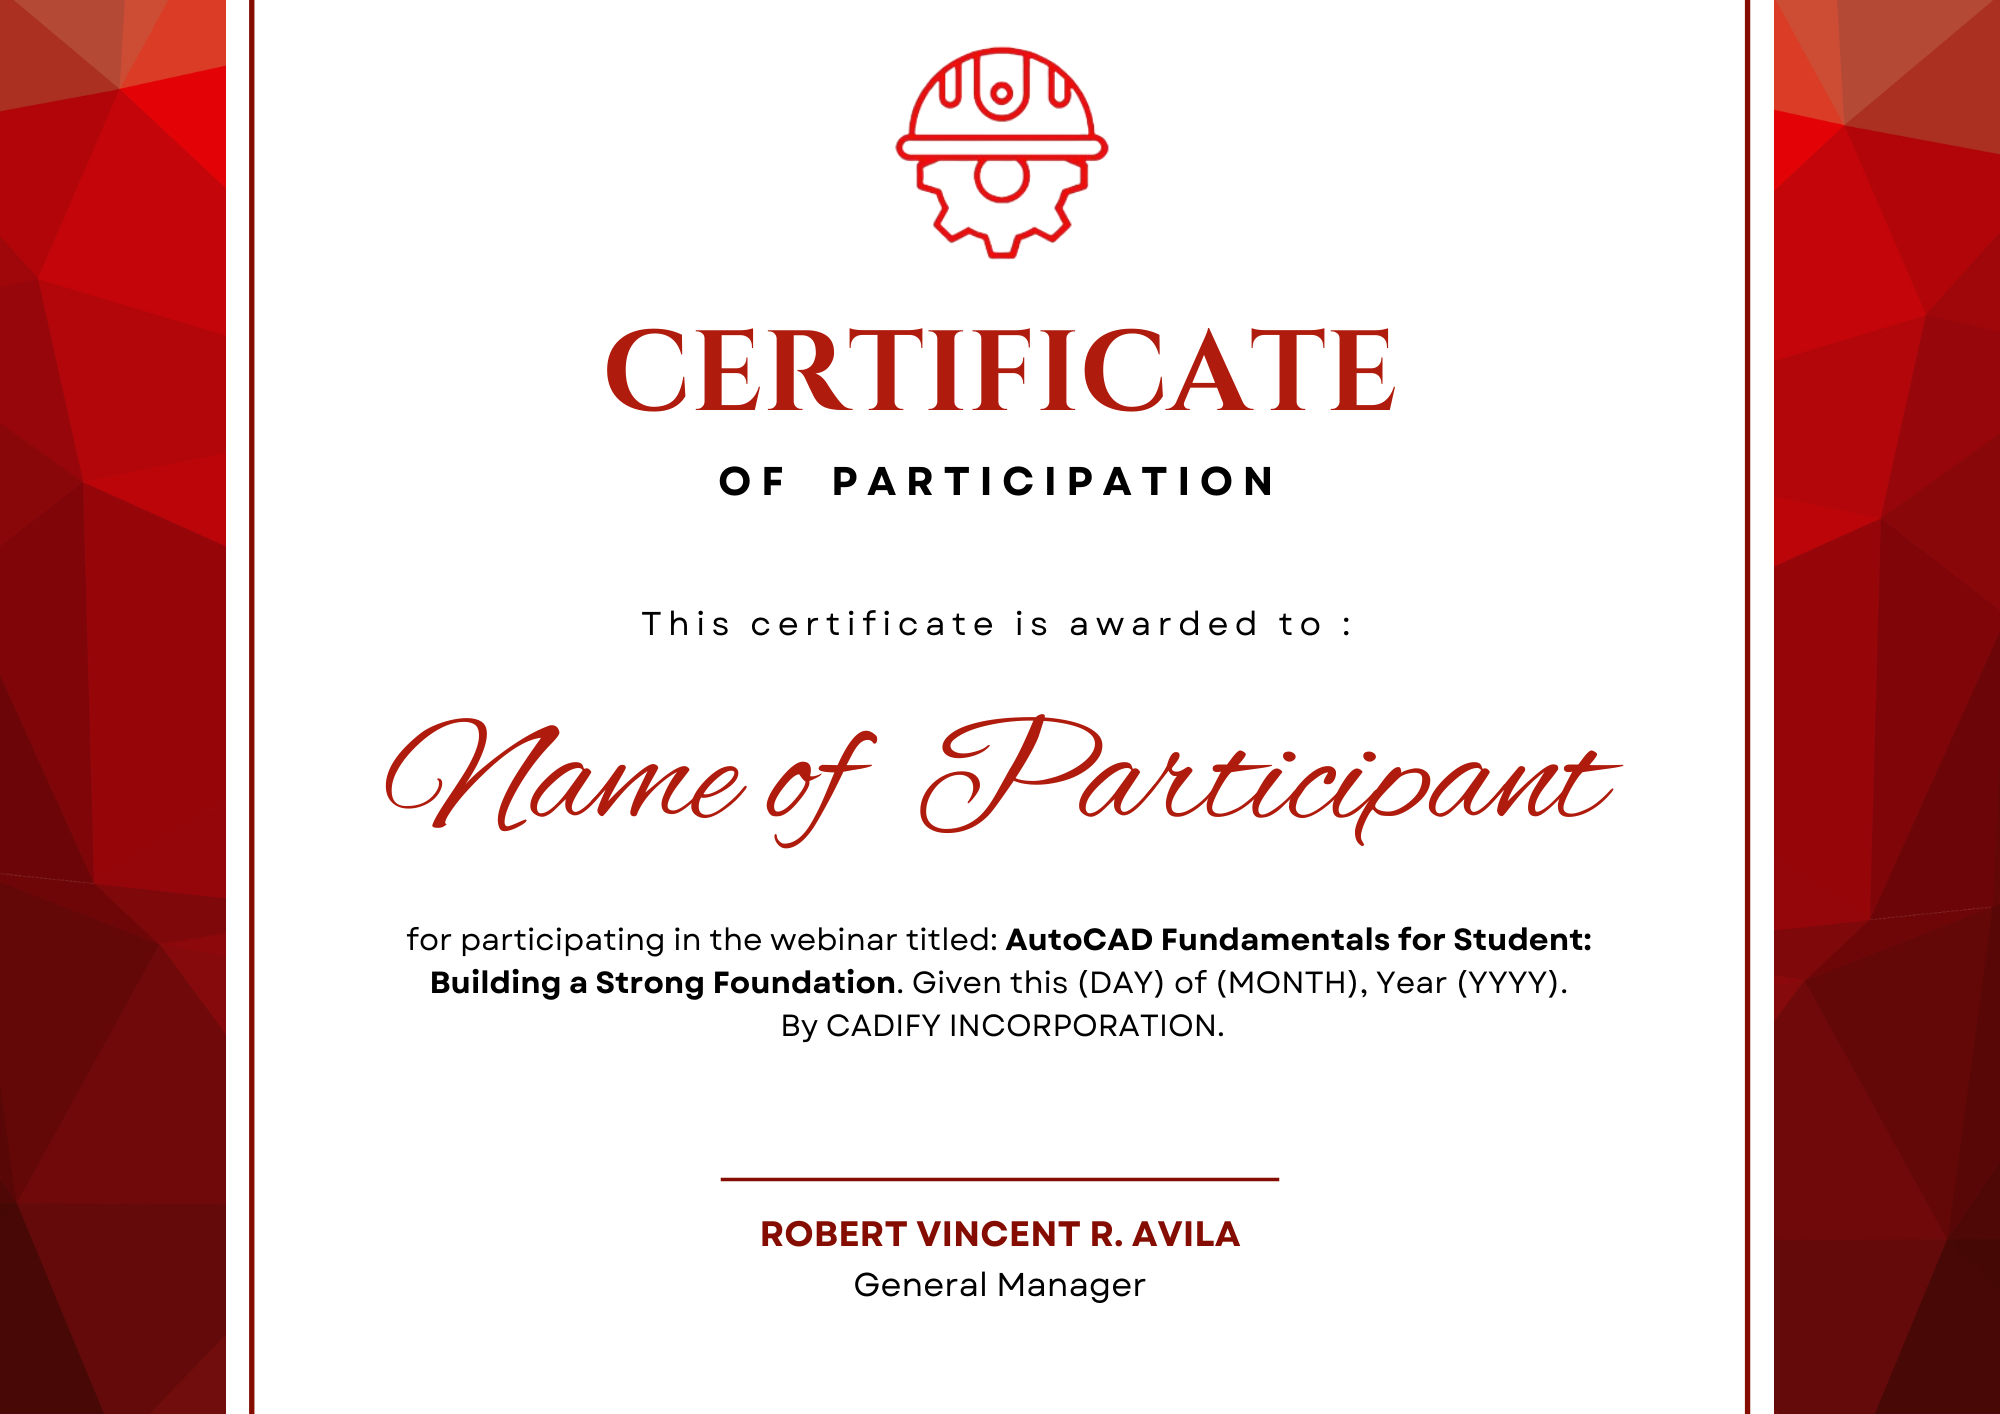 CERTIFICATE
OF PARTICIPATION
This certificate is awarded to :
Name of Participant
for participating in the webinar titled: AutoCAD Fundamentals for Student:
Building a Strong Foundation. Given this (DAY) of (MONTH), Year (YYYY).
By CADIFY INCORPORATION.
ROBERT VINCENT R. AVILA
General Manager